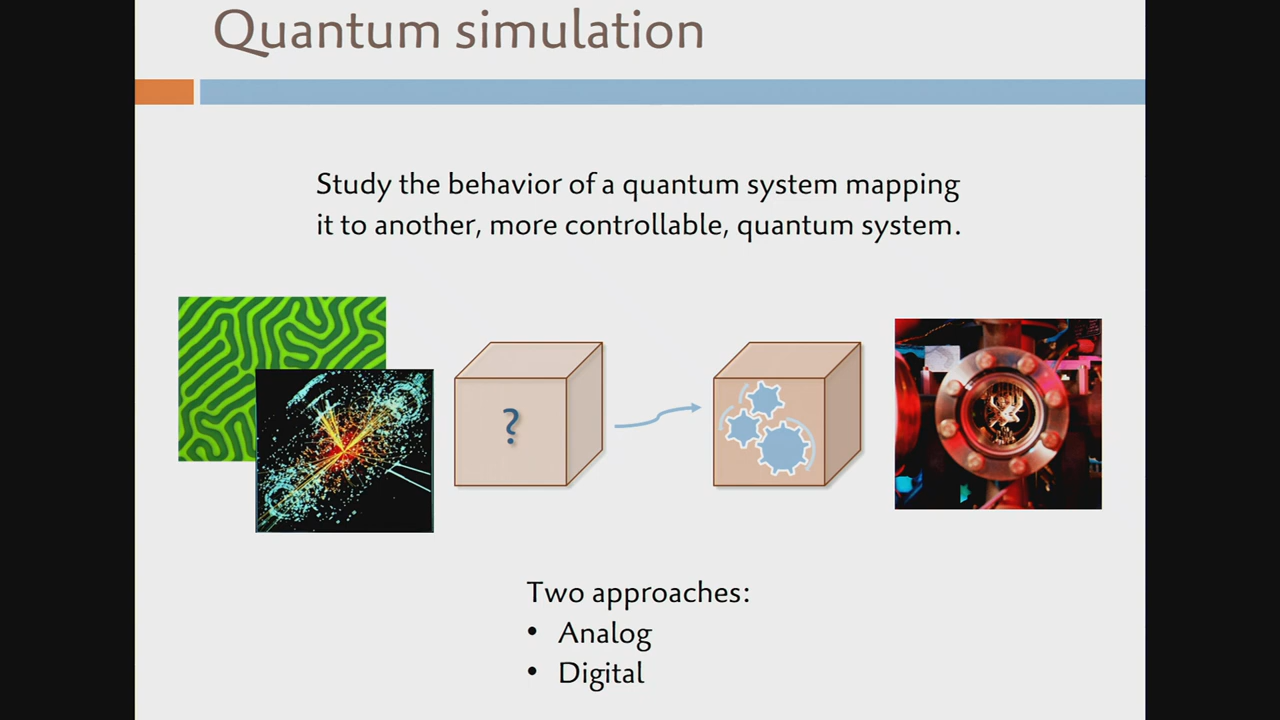 Quantum simulation
Study the behavior of a quantum system mapping
it to another, more controllable, quantum system.
?
Two approaches:
• Analog
• Digital